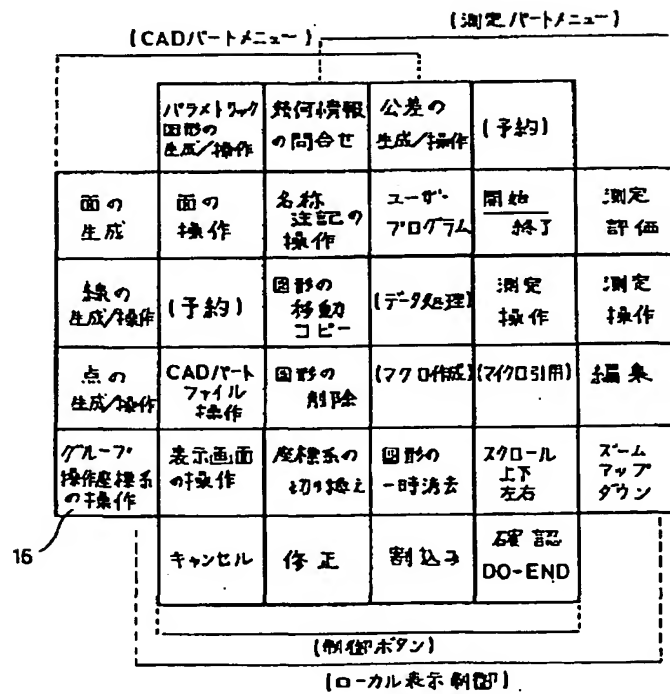 (CADパートメニュー)
(測定パートメニュー)
パラメトリック
図形の
生成/操作
幾何情報
の問合せ
公差の
生成/操作
(予約)
面の
生成
面の
操作
名称
注記の
操作
ユーザー
プログラム
開始
終了
測定
評価
線の
生成/操作
(予約)
図形の
移動
コピー
(データ処理)
測定
操作
測定
操作
点の
生成/操作
CADパート
ファイル
操作
図形の
削除
(マクロ作成)
(マイクロ引用)
編集
グループ・
操作座標系
の操作
表示画面
の操作
座標系の
切り換え
図形の
一時消去
スクロール
上下
左右
ズーム
アップ
ダウン
15
キャンセル
修正
割込み
確認
DO-END
(制御ボタン)
(ローカル表示制御)